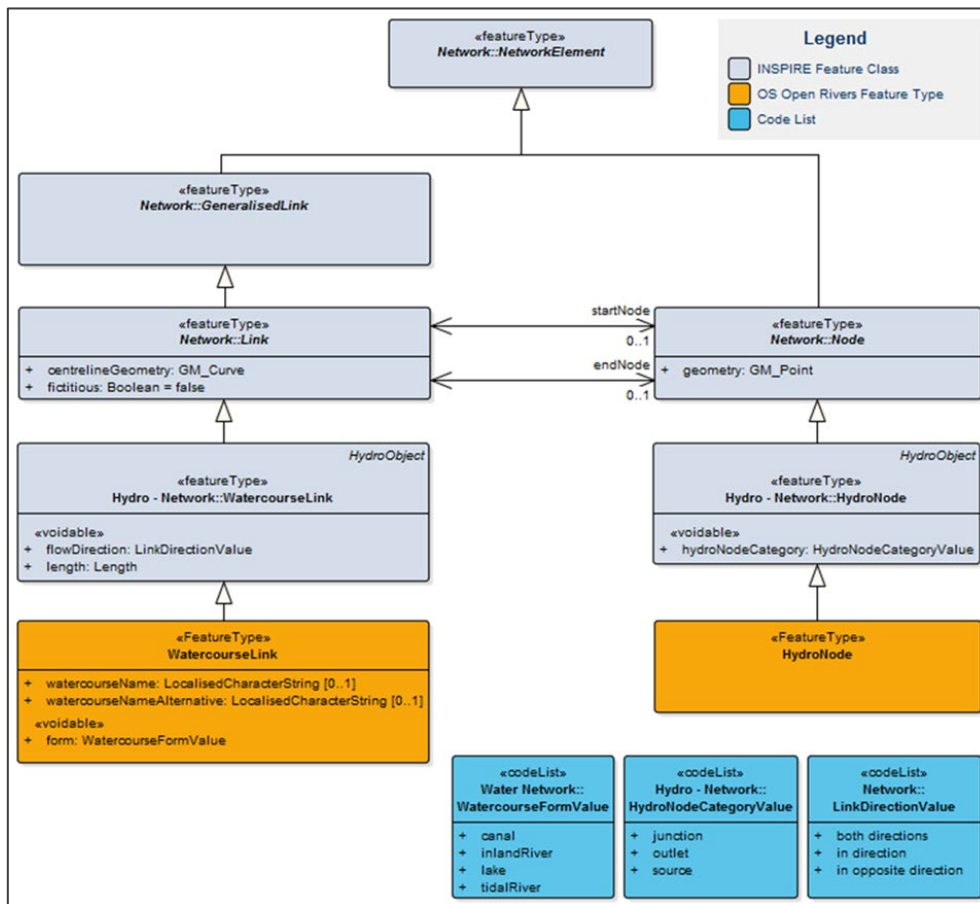 «featureType»
Network::NetworkElement
Legend
INSPIRE Feature Class
OS Open Rivers Feature Type
Code List
«featureType»
Network::GeneralisedLink
«featureType»
Network::Link
+ centrelineGeometry: GM_Curve
+ fictitious: Boolean = false
startNode
0..1
endNode
0..1
«featureType»
Network::Node
+ geometry: GM_Point
HydroObject
«featureType»
Hydro - Network::WatercourseLink
«voidable»
+ flowDirection: LinkDirectionValue
+ length: Length
HydroObject
«featureType»
Hydro - Network::HydroNode
«voidable»
+ hydroNodeCategory: HydroNodeCategoryValue
«FeatureType»
WatercourseLink
+ watercourseName: LocalisedCharacterString [0..1]
+ watercourseNameAlternative: LocalisedCharacterString [0..1]
«voidable»
+ form: WatercourseFormValue
«FeatureType»
HydroNode
«codeList»
Water Network::
WatercourseFormValue
+ canal
+ inlandRiver
+ lake
+ tidalRiver
«codeList»
Hydro - Network::
HydroNodeCategoryValue
+ junction
+ outlet
+ source
«codeList»
Network::
LinkDirectionValue
+ both directions
+ in direction
+ in opposite direction